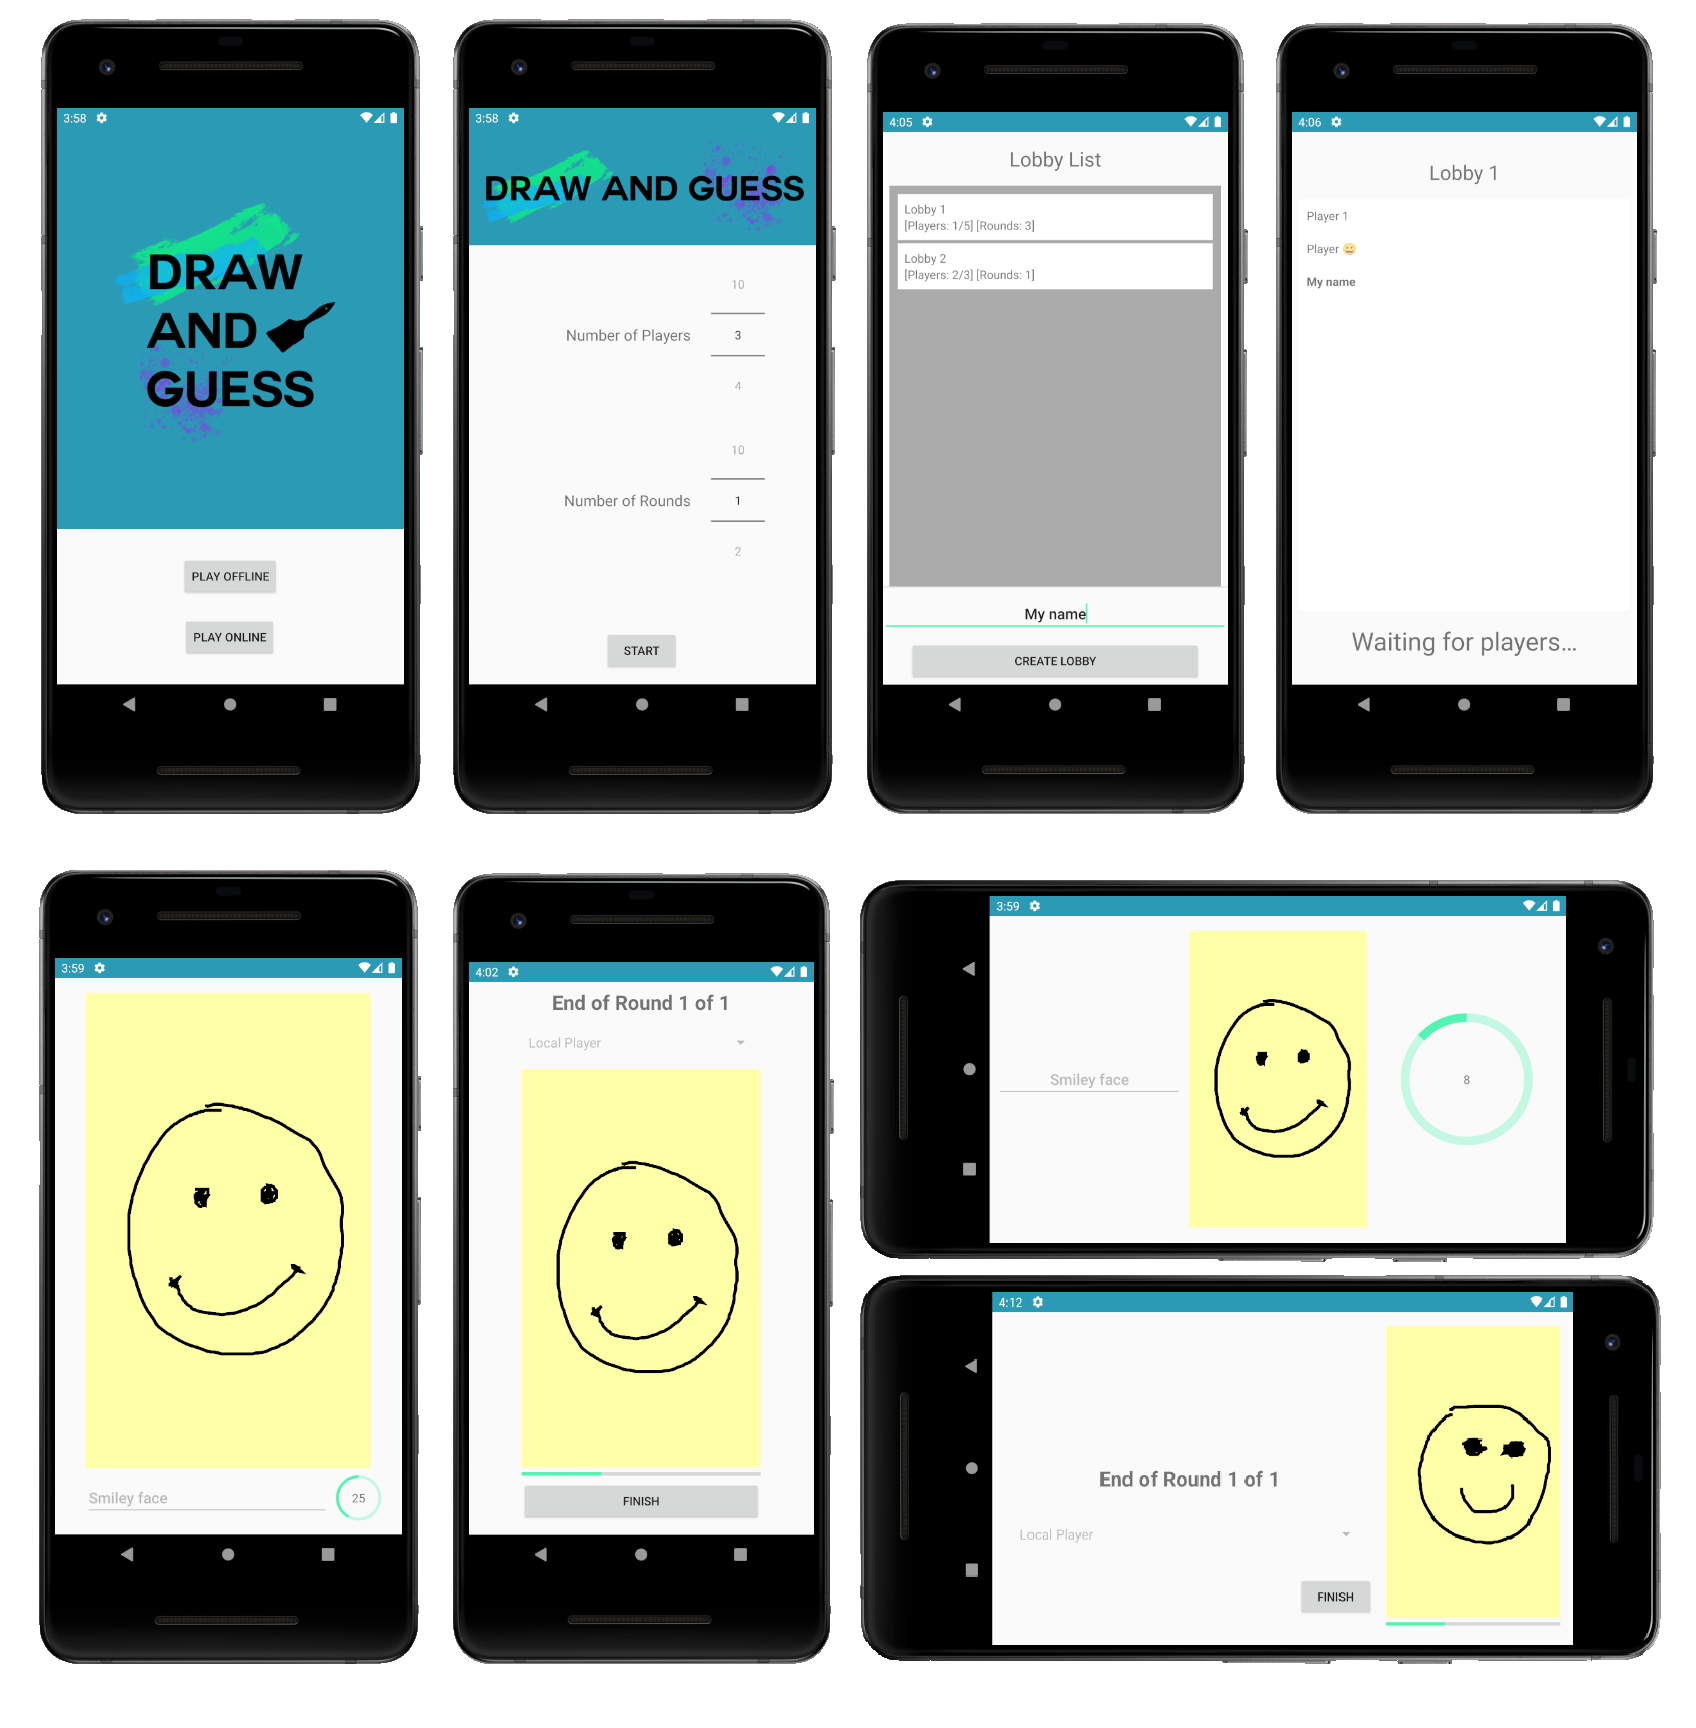 3:58
DRAW
AND
GUESS
PLAY OFFLINE
PLAY ONLINE
3:58
DRAW AND GUESS
10
Number of Players
3
4
10
Number of Rounds
1
2
START
4:05
Lobby List
Lobby 1
[Players: 1/5] [Rounds: 3]
Lobby 2
[Players: 2/3] [Rounds: 1]
My name
CREATE LOBBY
4:06
Lobby 1
Player 1
Player 😀
My name
Waiting for players...
3:59
Smiley face
25
4:02
End of Round 1 of 1
Local Player
FINISH
3:59
Smiley face
8
4:12
End of Round 1 of 1
Local Player
FINISH